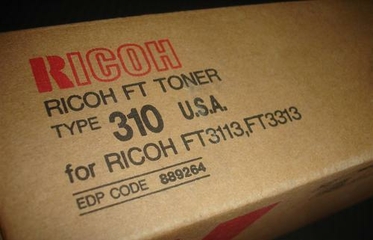 RICOH
RICOH FT TONER
TYPE 310 U.S.A.
for RICOH FT3113,FT3313
EDP CODE 889264